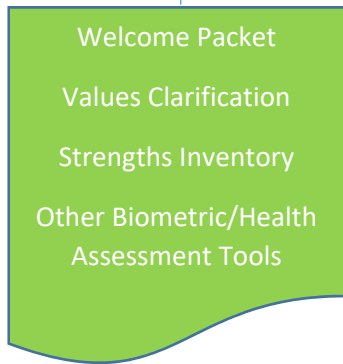 Welcome Packet
Values Clarification
Strengths Inventory
Other Biometric/Health
Assessment Tools